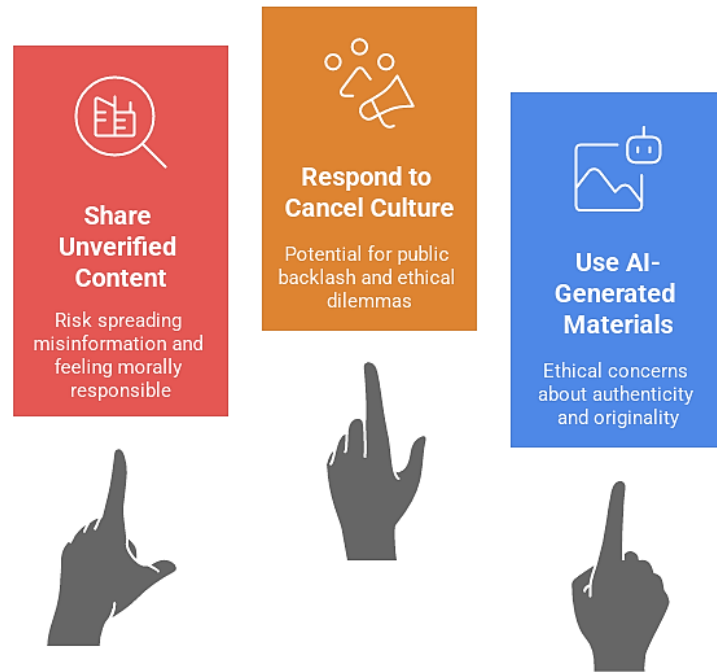 Share
Unverified
Content
Risk spreading
misinformation and
feeling morally
responsible
Respond to
Cancel Culture
Potential for public
backlash and ethical
dilemmas
Use AI-
Generated
Materials
Ethical concerns
about authenticity
and originality